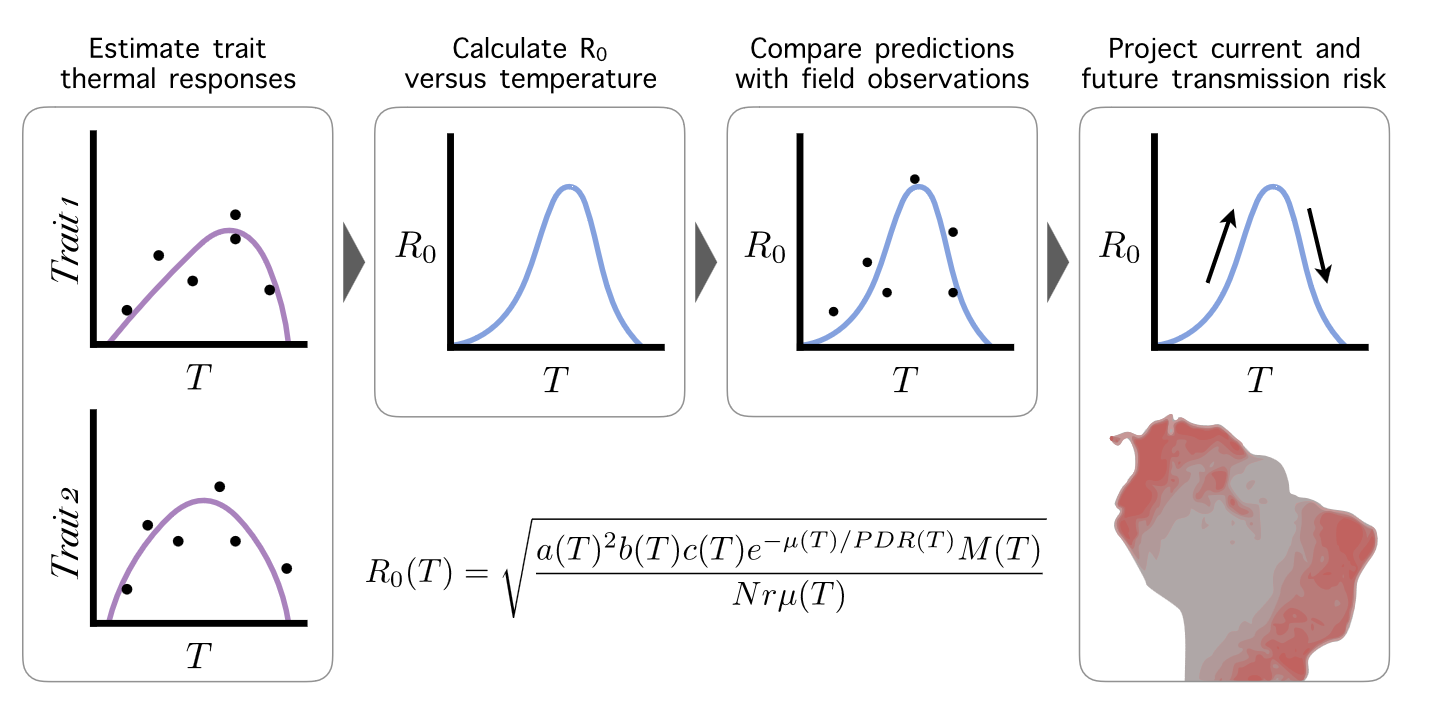 Estimate trait
thermal responses
Calculate R₀
versus temperature
Compare predictions
with field observations
Project current and
future transmission risk
Trait 1
T
Trait 2
T
R₀
T
R₀
T
R₀
T
R₀(T) = √(a(T)²b(T)c(T)e^(−μ(T)/PDR(T))M(T) / Nrμ(T))